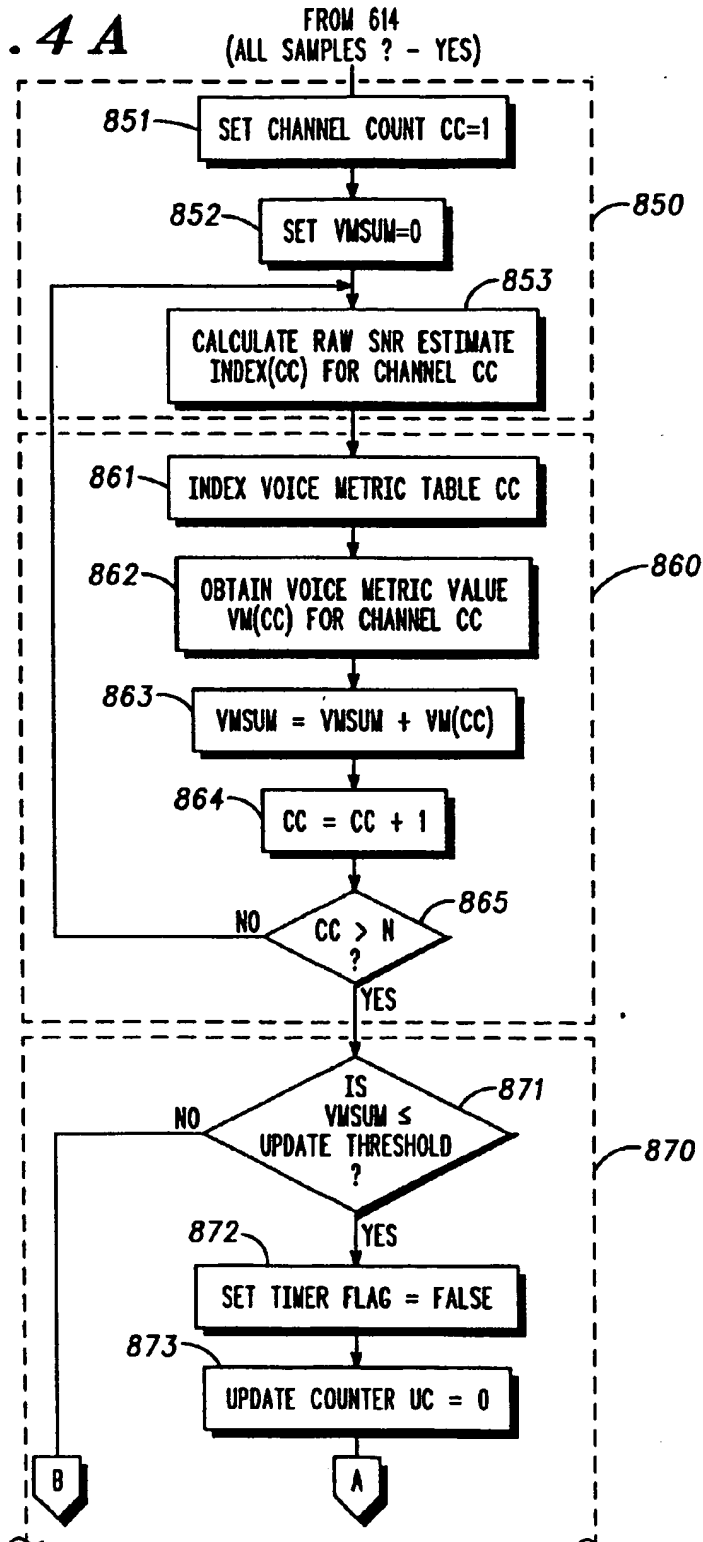 .4 A
FROM 614
(ALL SAMPLES ? - YES)
851
SET CHANNEL COUNT CC=1
850
852
SET VMSUM=0
853
CALCULATE RAW SNR ESTIMATE
INDEX(CC) FOR CHANNEL CC
861
INDEX VOICE METRIC TABLE CC
860
862
OBTAIN VOICE METRIC VALUE
VM(CC) FOR CHANNEL CC
863
VMSUM = VMSUM + VM(CC)
864
CC = CC + 1
865
NO
CC > N
?
YES
871
IS
NO
VMSUM ≤
UPDATE THRESHOLD
?
870
YES
872
SET TIMER FLAG = FALSE
873
UPDATE COUNTER UC = 0
B
A